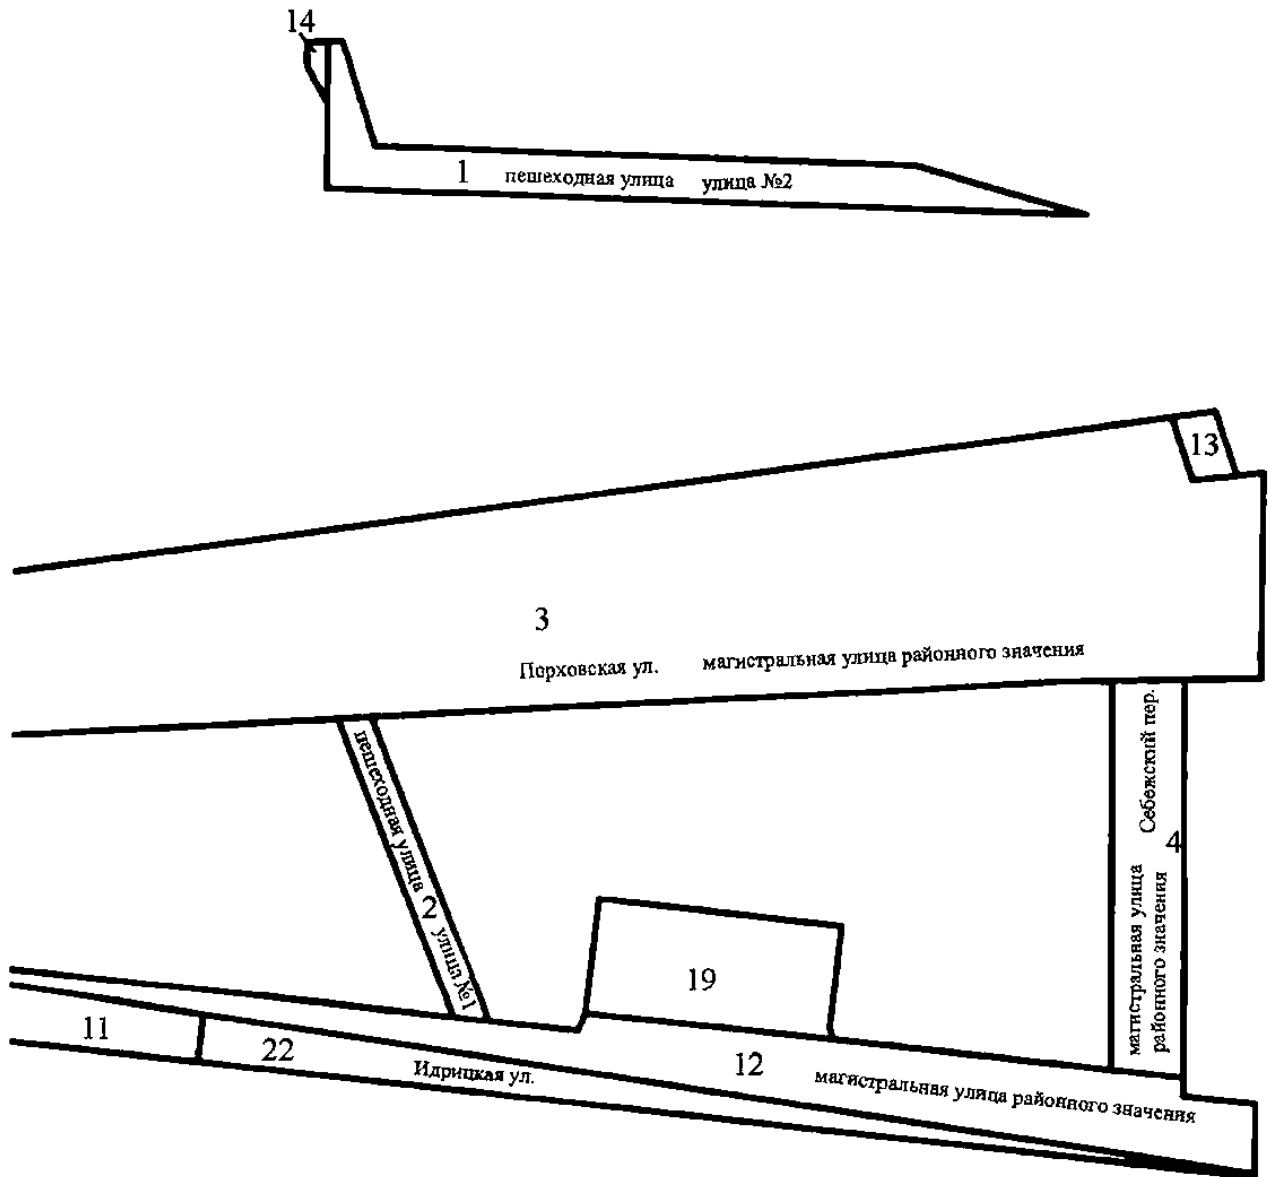 14
1 пешеходная улица улица №2
13
3
Порховская ул. магистральная улица районного значения
пешеходная улица 2 улица №1
Себежский пер.
4
магистральная улица
районного значения
19
11
22
Идрицкая ул.
12
магистральная улица районного значения